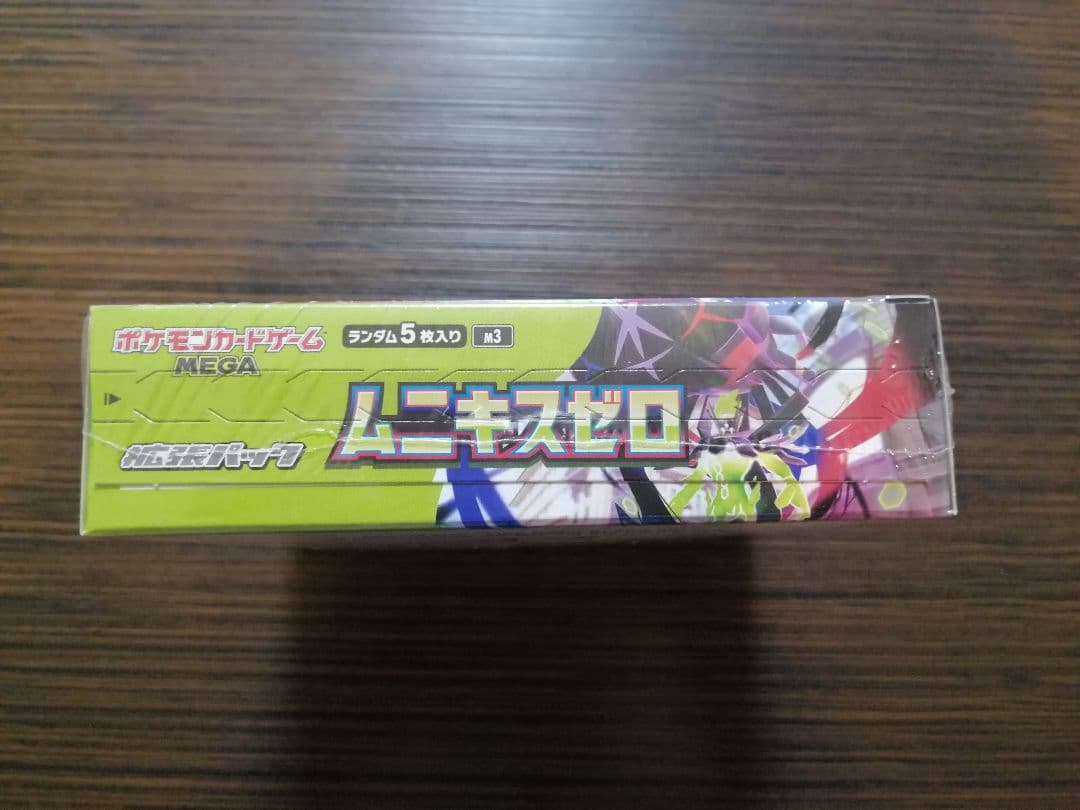 ポケモンカードゲーム
MEGA
ランダム5枚入り M3
拡張パック
ムニキスゼロ